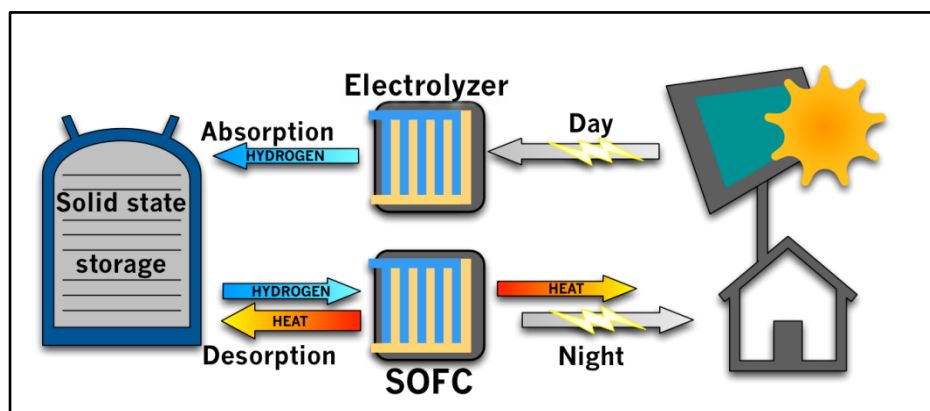 Electrolyzer
Absorption
HYDROGEN
Day
Solid state
storage
HYDROGEN
HEAT
HEAT
Desorption
Night
SOFC